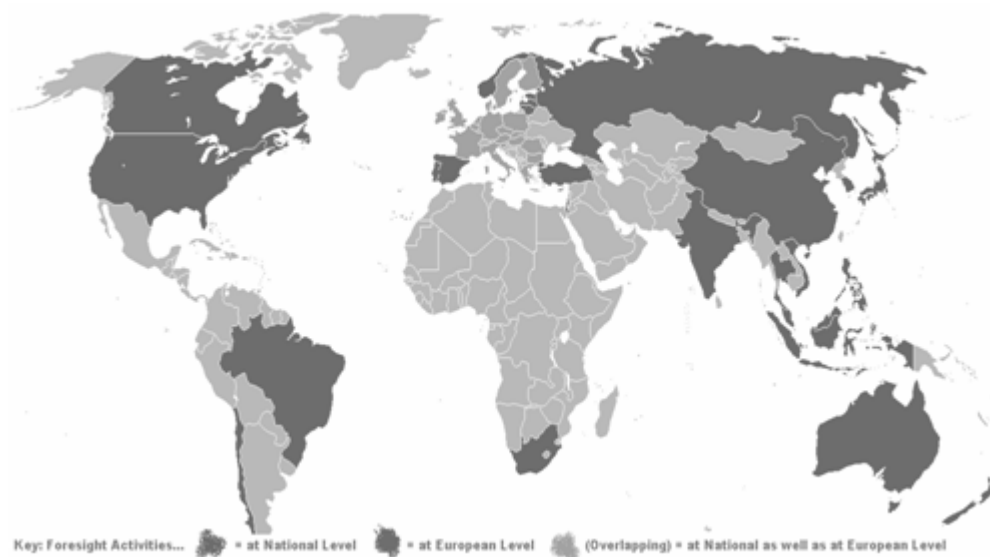 Key: Foresight Activities... = at National Level = at European Level (Overlapping) = at National as well as at European Level